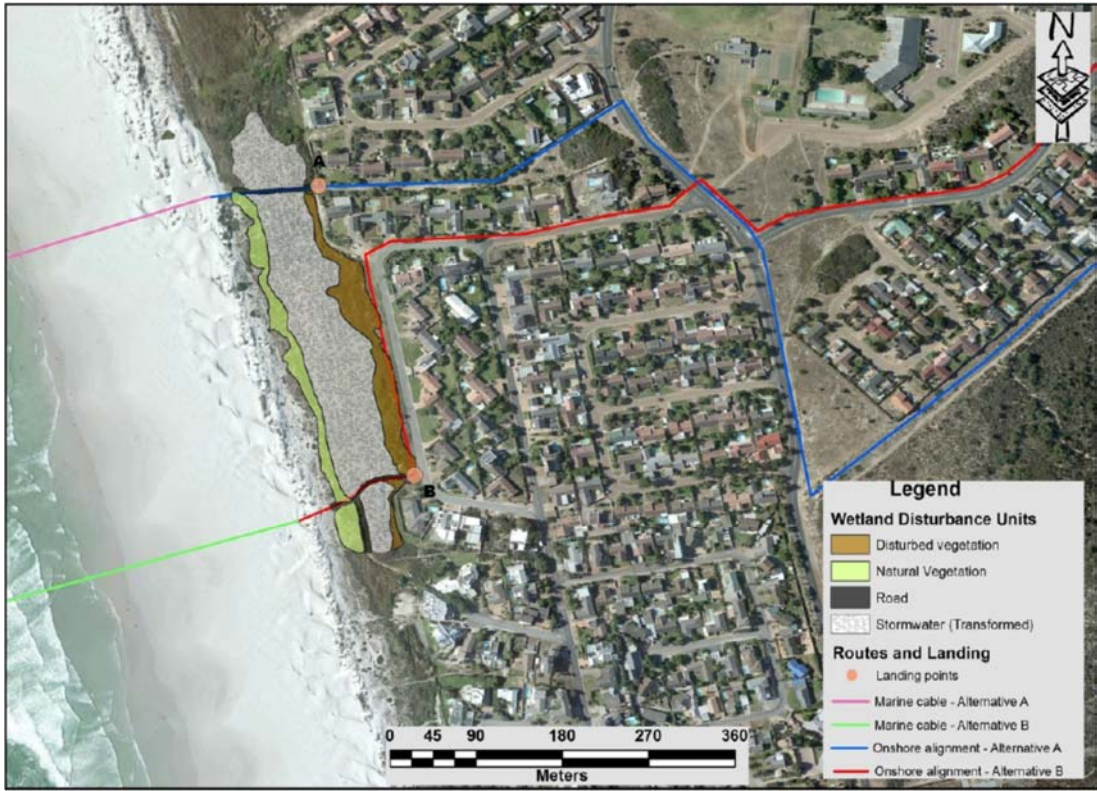 N
A
B
Legend
Wetland Disturbance Units
Disturbed vegetation
Natural Vegetation
Road
Stormwater (Transformed)
Routes and Landing
Landing points
Marine cable - Alternative A
Marine cable - Alternative B
Onshore alignment - Alternative A
Onshore alignment - Alternative B
0 45 90 180 270 360
Meters